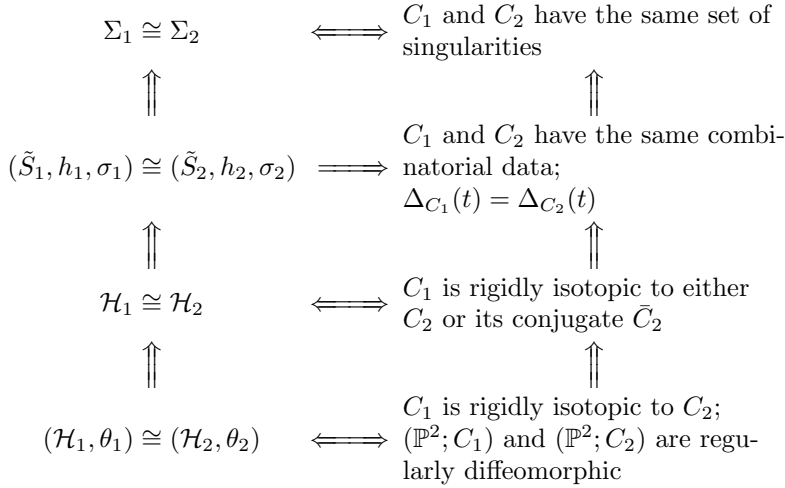 Σ₁ ≅ Σ₂ ⟺ C₁ and C₂ have the same set of
singularities
⇑ ⇑
(S̃₁, h₁, σ₁) ≅ (S̃₂, h₂, σ₂) ⟹ C₁ and C₂ have the same combi-
natorial data;
Δ_{C₁}(t) = Δ_{C₂}(t)
⇑ ⇑
ℋ₁ ≅ ℋ₂ ⟺ C₁ is rigidly isotopic to either
C₂ or its conjugate C̄₂
⇑ ⇑
(ℋ₁, θ₁) ≅ (ℋ₂, θ₂) ⟺ C₁ is rigidly isotopic to C₂;
(ℙ²; C₁) and (ℙ²; C₂) are regu-
larly diffeomorphic